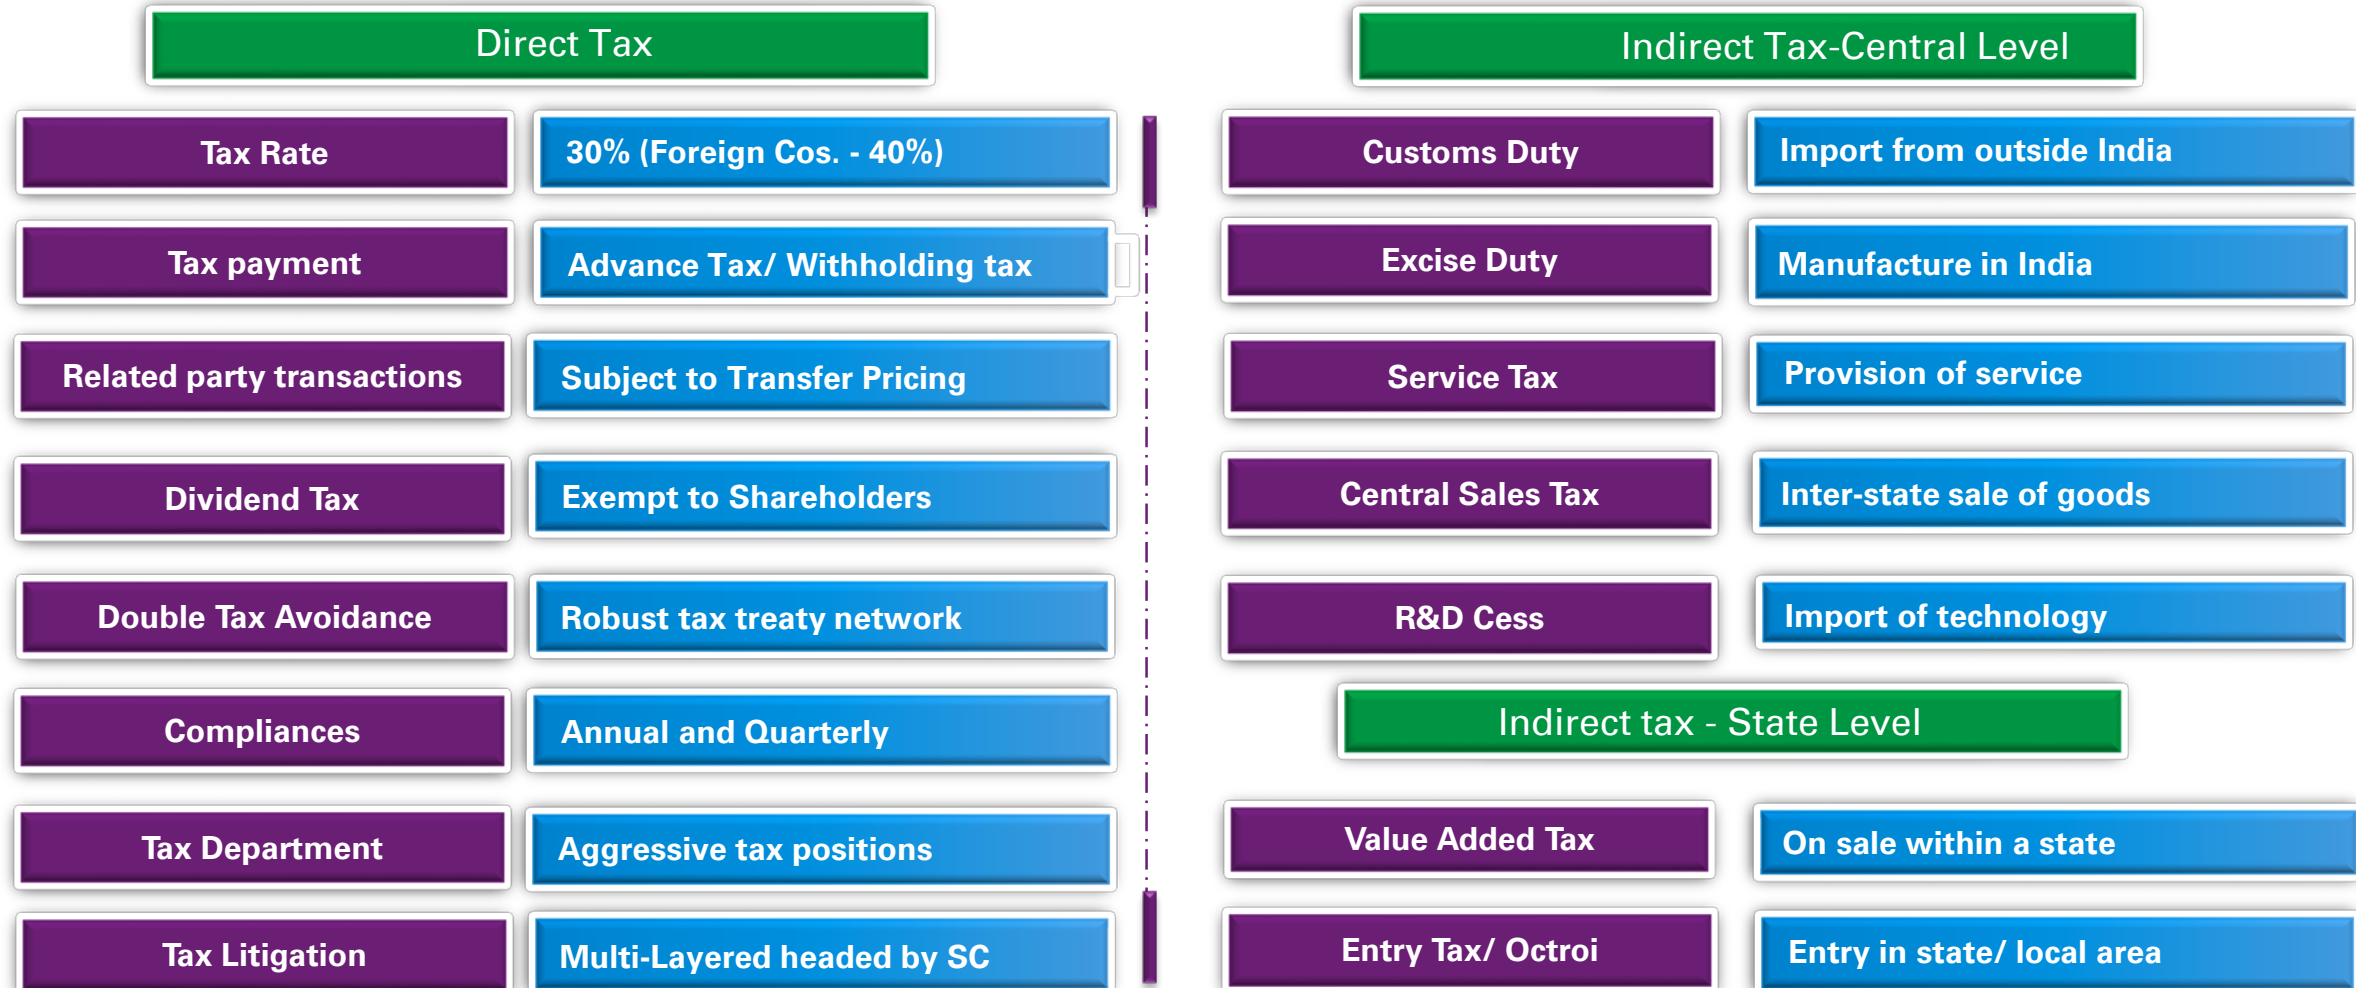 Direct Tax
Tax Rate
30% (Foreign Cos. - 40%)
Tax payment
Advance Tax/ Withholding tax
Related party transactions
Subject to Transfer Pricing
Dividend Tax
Exempt to Shareholders
Double Tax Avoidance
Robust tax treaty network
Compliances
Annual and Quarterly
Tax Department
Aggressive tax positions
Tax Litigation
Multi-Layered headed by SC
Indirect Tax-Central Level
Customs Duty
Import from outside India
Excise Duty
Manufacture in India
Service Tax
Provision of service
Central Sales Tax
Inter-state sale of goods
R&D Cess
Import of technology
Indirect tax - State Level
Value Added Tax
On sale within a state
Entry Tax/ Octroi
Entry in state/ local area